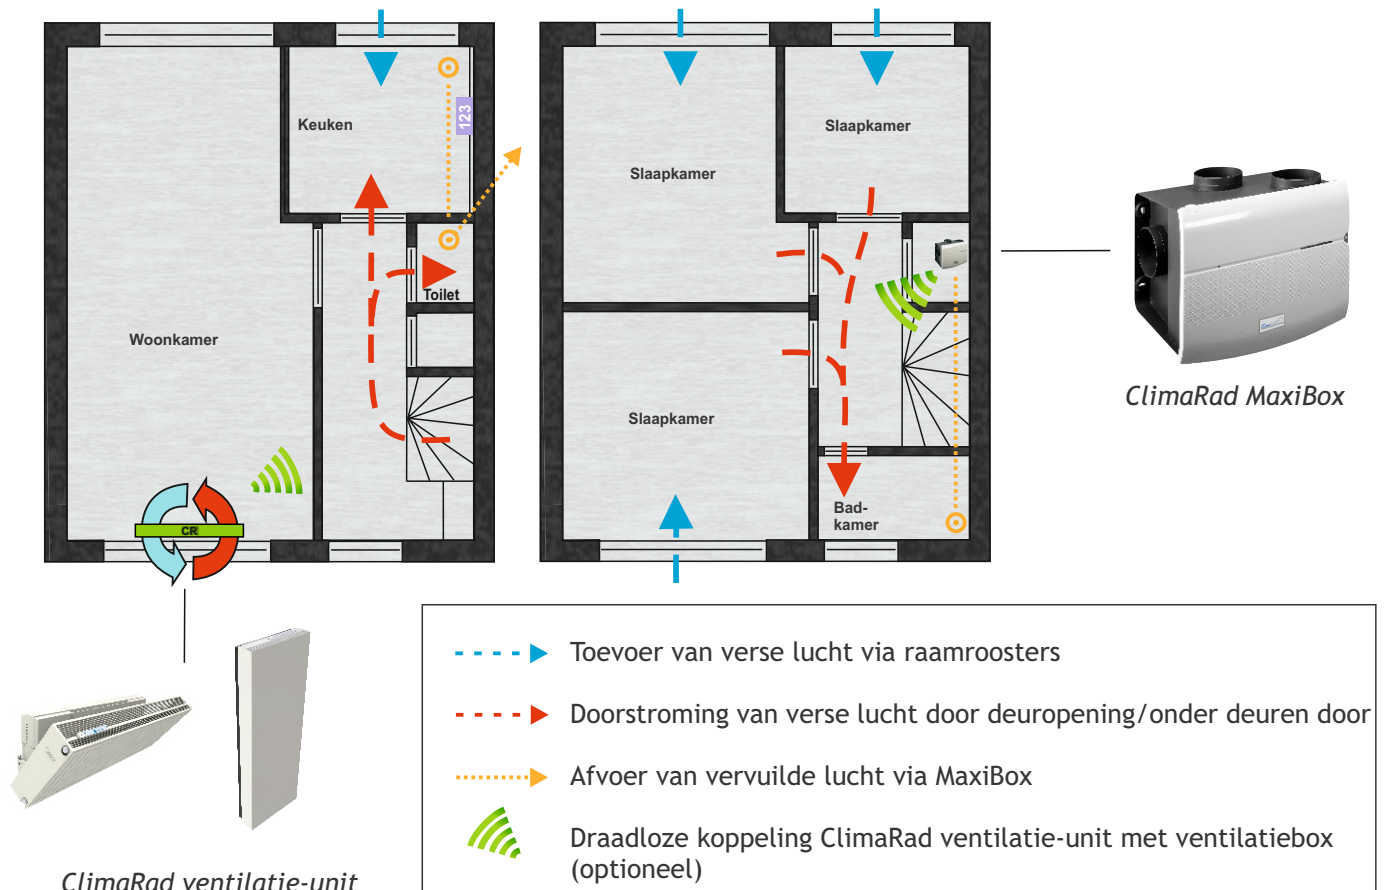 Keuken
123
Toilet
Woonkamer
CR
Slaapkamer
Slaapkamer
Slaapkamer
Bad-
kamer
ClimaRad MaxiBox
ClimaRad ventilatie-unit
Toevoer van verse lucht via raamroosters
Doorstroming van verse lucht door deuropening/onder deuren door
Afvoer van vervuilde lucht via MaxiBox
Draadloze koppeling ClimaRad ventilatie-unit met ventilatiebox
(optioneel)